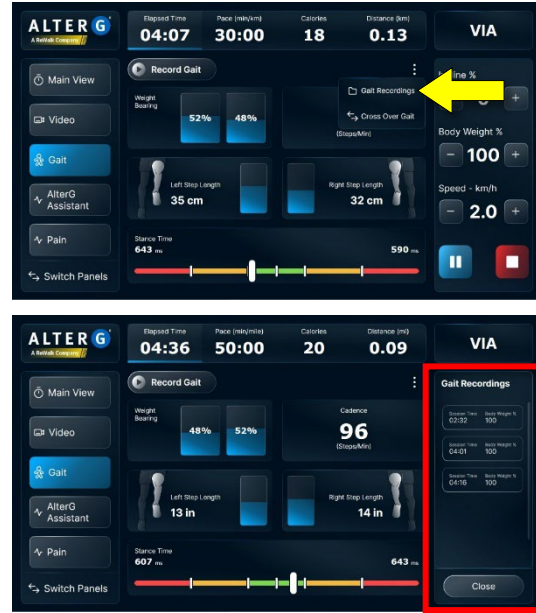 ALTER G
A ReWalk Company
Elapsed Time
04:07
Pace (min/km)
30:00
Calories
18
Distance (km)
0.13
VIA
Main View
Video
Gait
AlterG
Assistant
Pain
Switch Panels
Record Gait
Gait Recordings
Cross Over Gait
(Steps/Min)
Weight
Bearing
52%
48%
Left Step Length
35 cm
Right Step Length
32 cm
Stance Time
643 ms
590 ms
%
+
Body Weight %
− 100 +
Speed - km/h
− 2.0 +
ALTER G
A ReWalk Company
Elapsed Time
04:36
Pace (min/mile)
50:00
Calories
20
Distance (mi)
0.09
VIA
Main View
Video
Gait
AlterG
Assistant
Pain
Switch Panels
Record Gait
Weight
Bearing
48%
52%
Cadence
96
(Steps/Min)
Left Step Length
13 in
Right Step Length
14 in
Stance Time
607 ms
643 ms
Gait Recordings
Session Time Body Weight %
02:32 100
Session Time Body Weight %
04:01 100
Session Time Body Weight %
04:16 100
Close